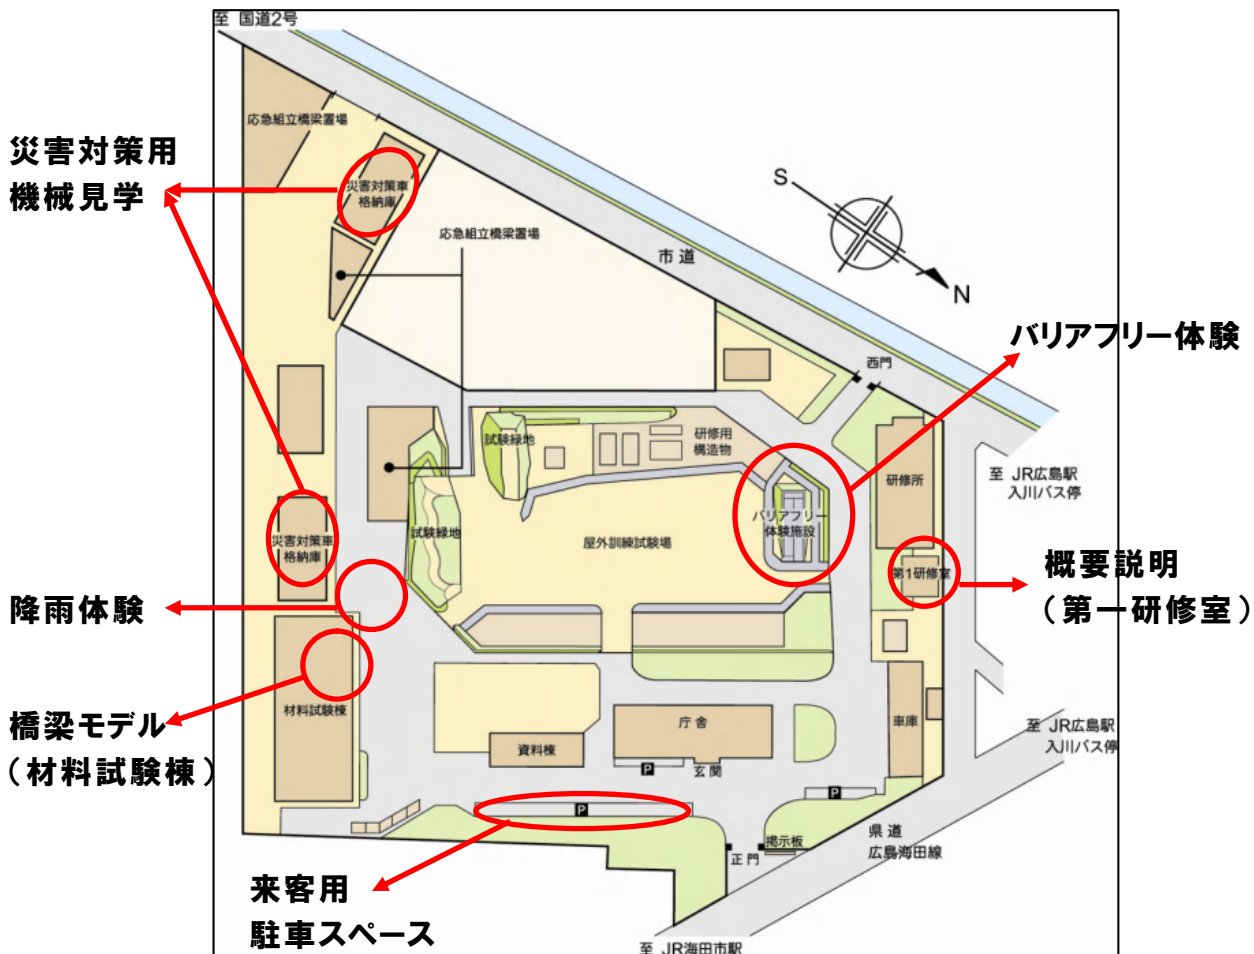 至 国道2号
応急組立橋梁置場
災害対策用
機械見学
災害対策車
格納庫
応急組立橋梁置場
市道
S
N
バリアフリー体験
西門
試験緑地
研修用
構造物
研修所
至 JR広島駅
入川バス停
バリアフリー
体験施設
試験緑地
屋外訓練試験場
災害対策車
格納庫
第1研修室
概要説明
（第一研修室）
降雨体験
橋梁モデル
（材料試験棟）
材料試験棟
資料棟
庁舎
玄関
P
車庫
至 JR広島駅
入川バス停
P
P
掲示板
正門
県道
広島海田線
来客用
駐車スペース
至 JR海田市駅